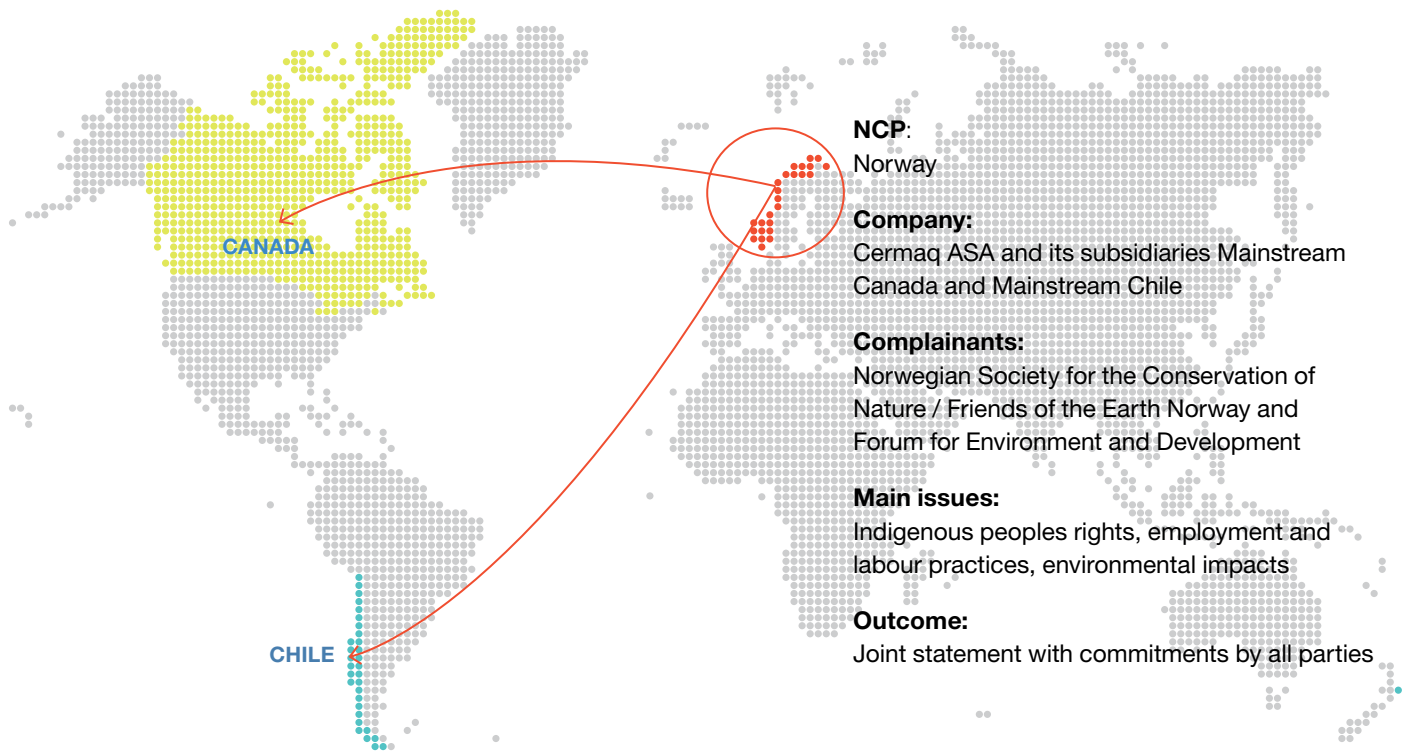 NCP:
Norway
Company:
Cermaq ASA and its subsidiaries Mainstream
Canada and Mainstream Chile
Complainants:
Norwegian Society for the Conservation of
Nature / Friends of the Earth Norway and
Forum for Environment and Development
Main issues:
Indigenous peoples rights, employment and
labour practices, environmental impacts
Outcome:
Joint statement with commitments by all parties
CANADA
CHILE